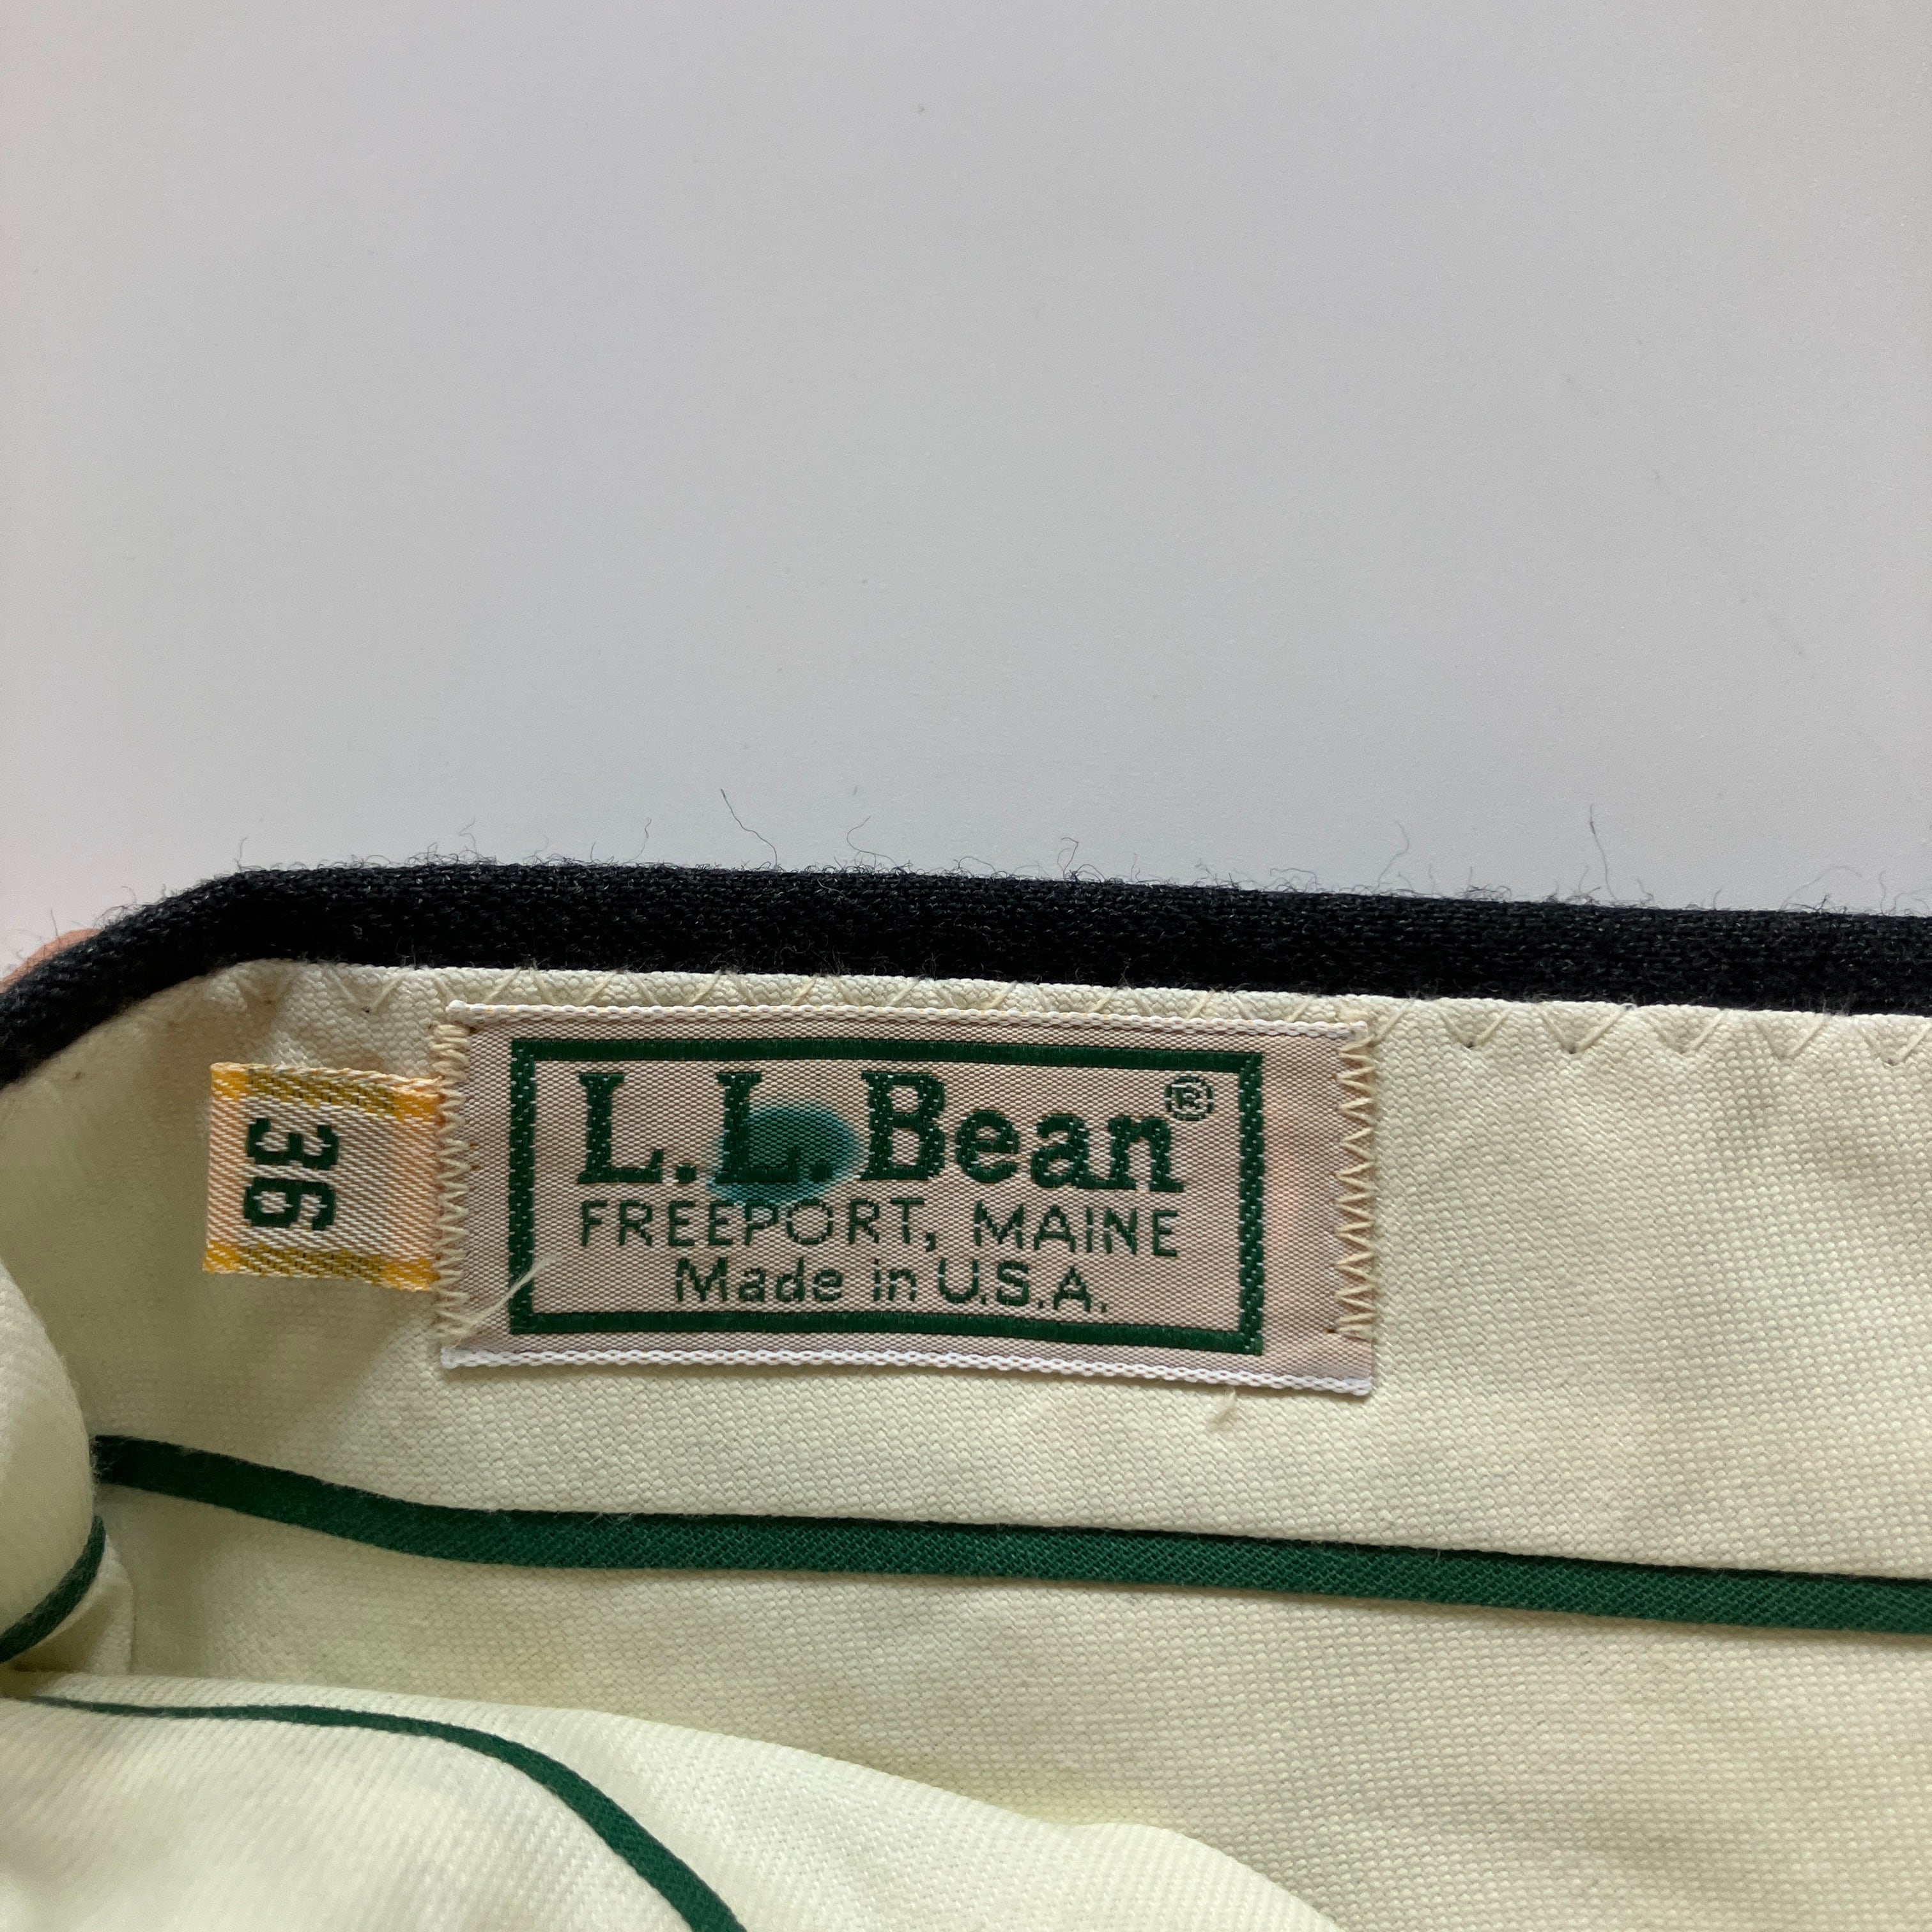 L.L.Bean®
FREEPORT, MAINE
Made in U.S.A.
36